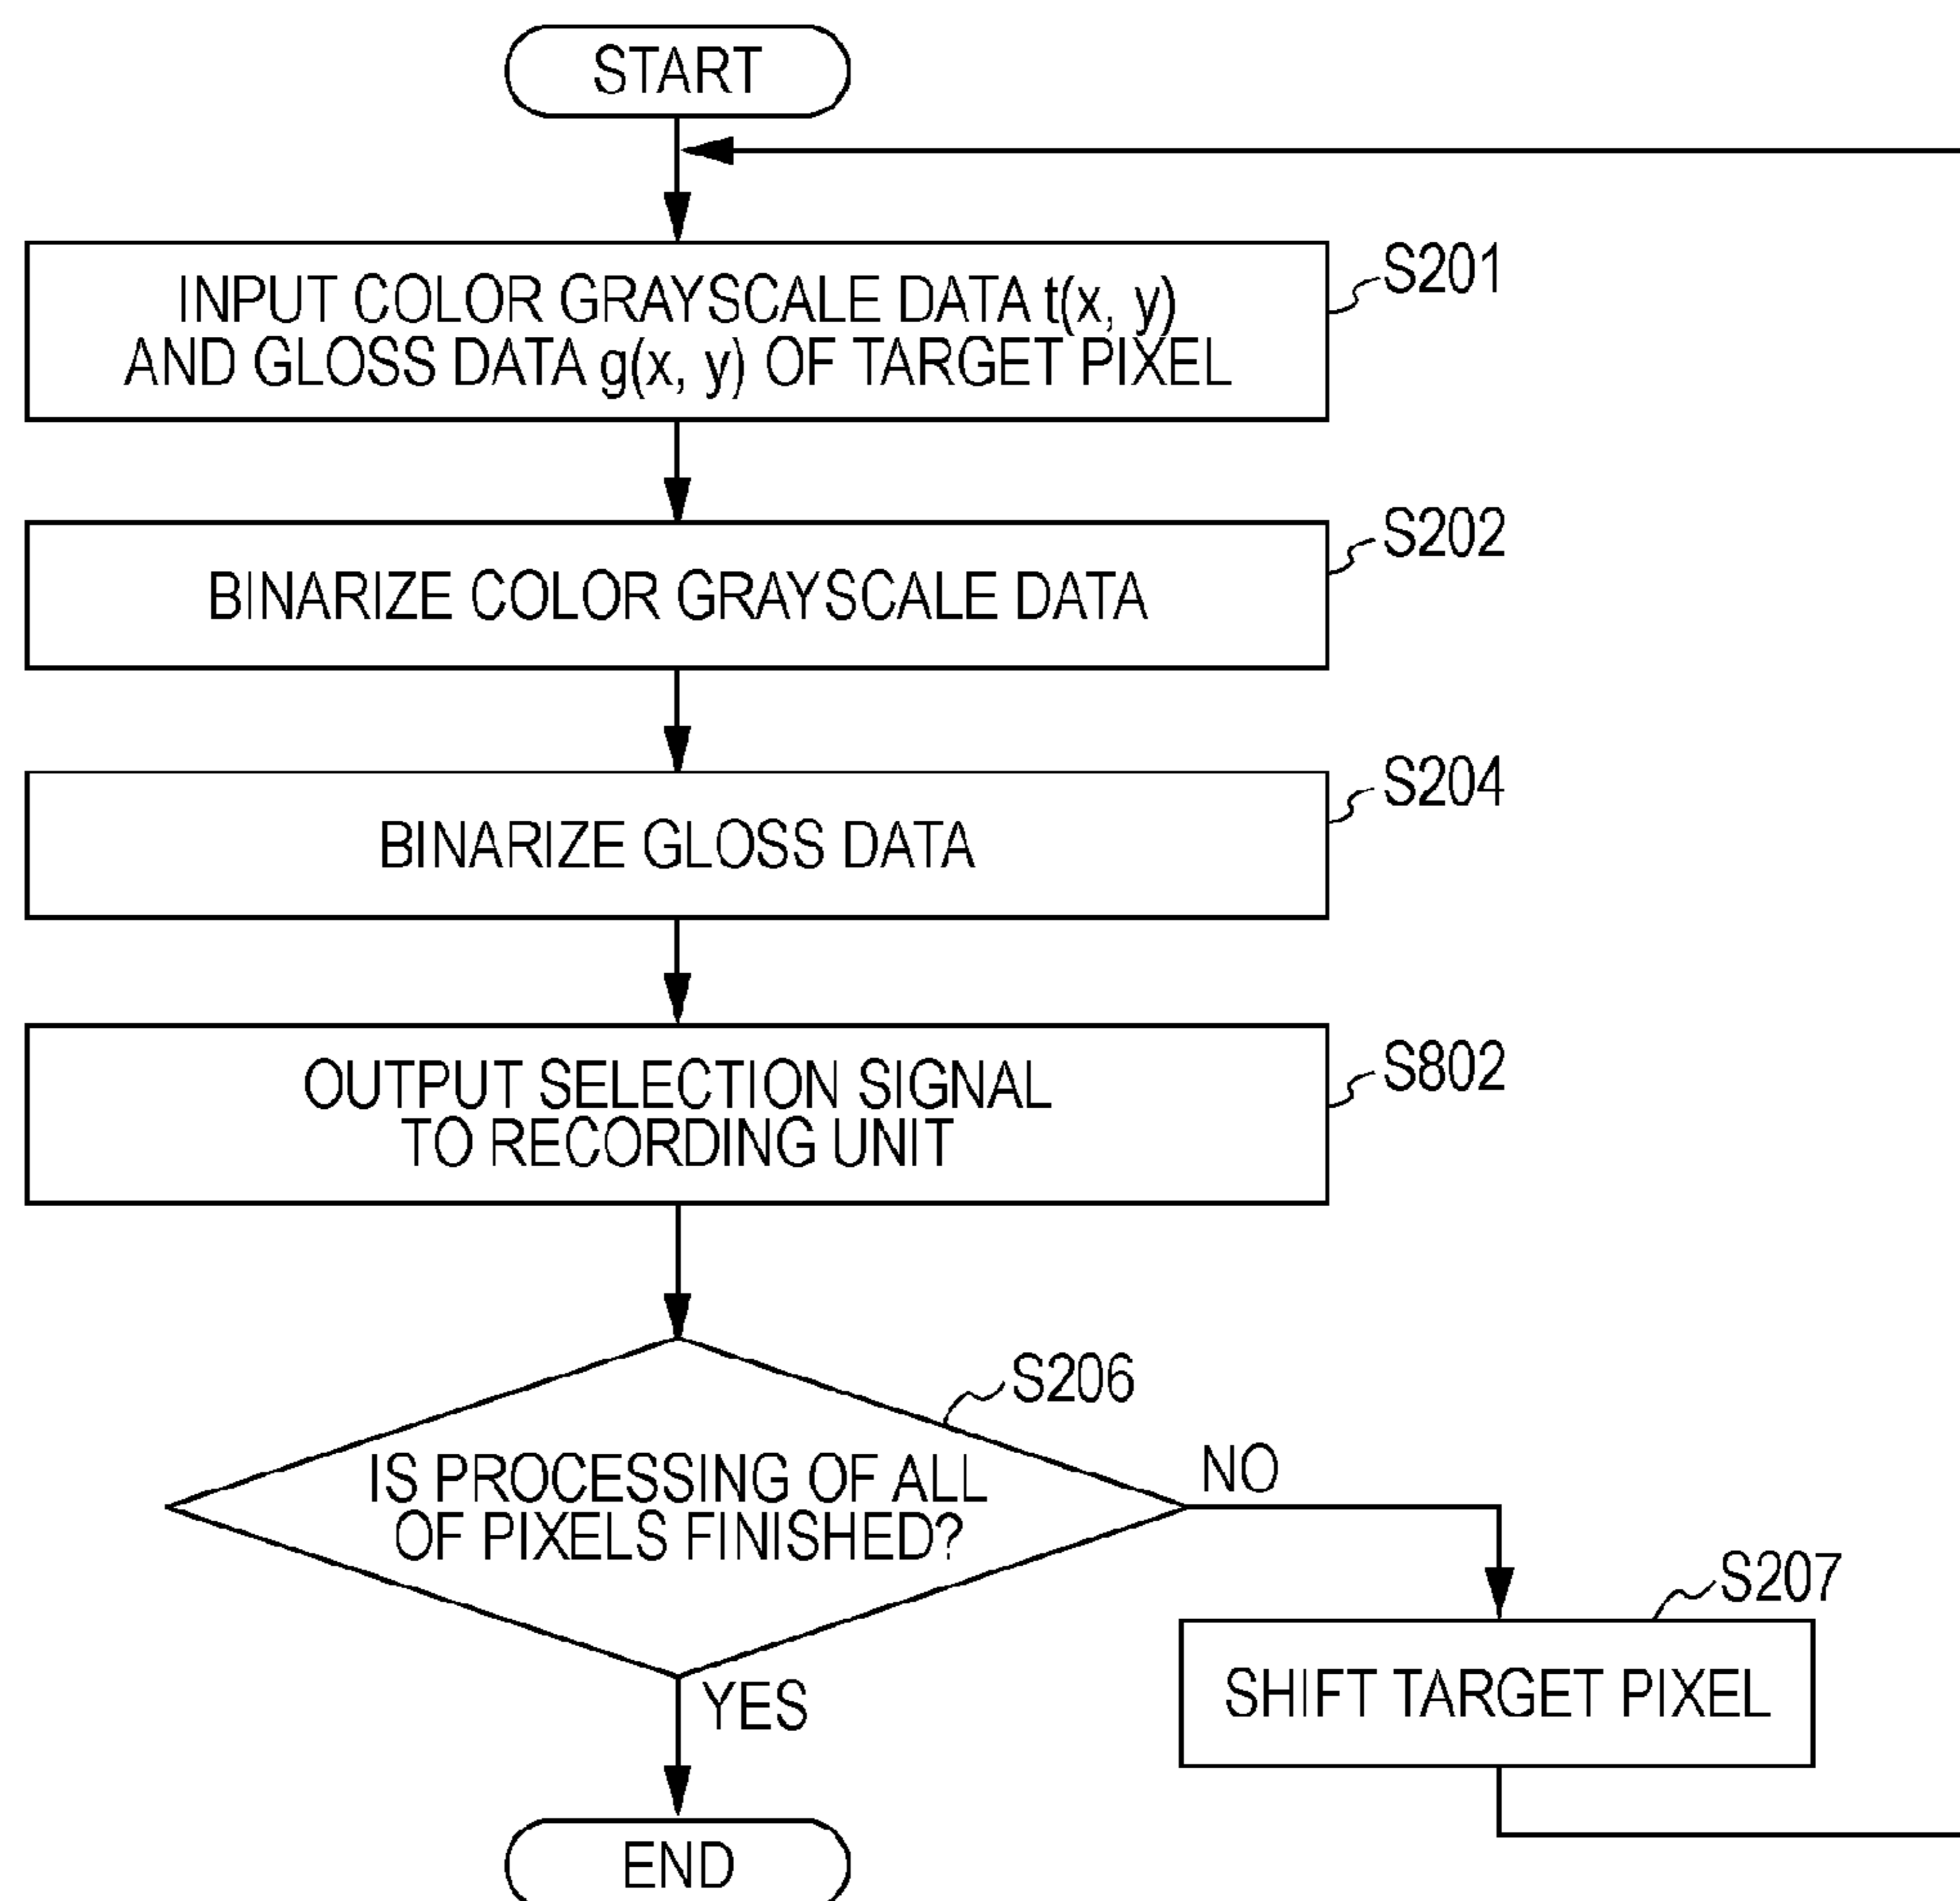 START
INPUT COLOR GRAYSCALE DATA t(x, y)
AND GLOSS DATA g(x, y) OF TARGET PIXEL
S201
BINARIZE COLOR GRAYSCALE DATA
S202
BINARIZE GLOSS DATA
S204
OUTPUT SELECTION SIGNAL
TO RECORDING UNIT
S802
IS PROCESSING OF ALL
OF PIXELS FINISHED?
S206
NO
YES
SHIFT TARGET PIXEL
S207
END